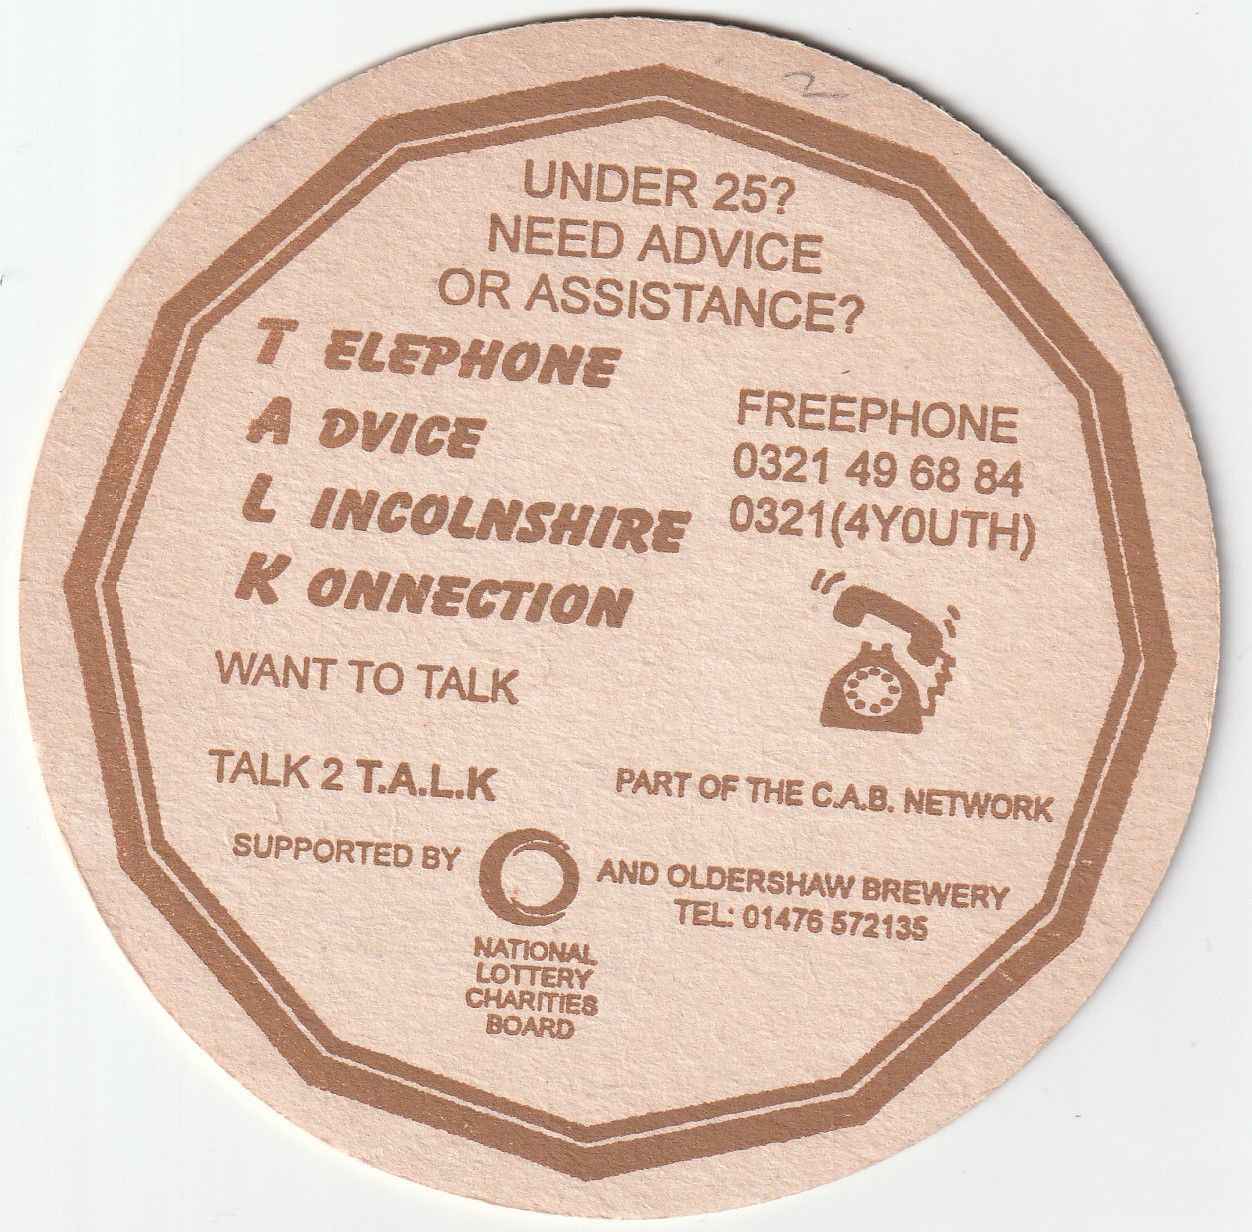 2
UNDER 25?
NEED ADVICE
OR ASSISTANCE?
T ELEPHONE
A DVICE
L INCOLNSHIRE
K ONNECTION
FREEPHONE
0321 49 68 84
0321(4Y0UTH)
WANT TO TALK
TALK 2 T.A.L.K
PART OF THE C.A.B. NETWORK
SUPPORTED BY
NATIONAL
LOTTERY
CHARITIES
BOARD
AND OLDERSHAW BREWERY
TEL: 01476 572135